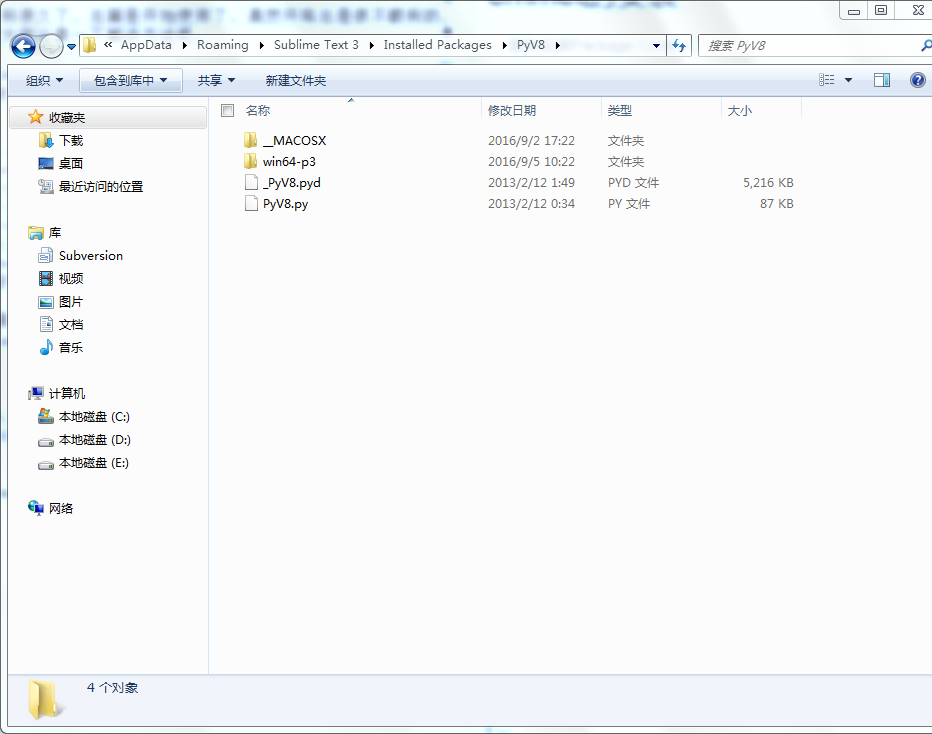 « AppData Roaming Sublime Text 3 Installed Packages PyV8
搜索 PyV8
组织 包含到库中 共享 新建文件夹
收藏夹
下载
桌面
最近访问的位置
库
Subversion
视频
图片
文档
音乐
计算机
本地磁盘 (C:)
本地磁盘 (D:)
本地磁盘 (E:)
网络
名称 修改日期 类型 大小
__MACOSX 2016/9/2 17:22 文件夹
win64-p3 2016/9/5 10:22 文件夹
_PyV8.pyd 2013/2/12 1:49 PYD 文件 5,216 KB
PyV8.py 2013/2/12 0:34 PY 文件 87 KB
4 个对象